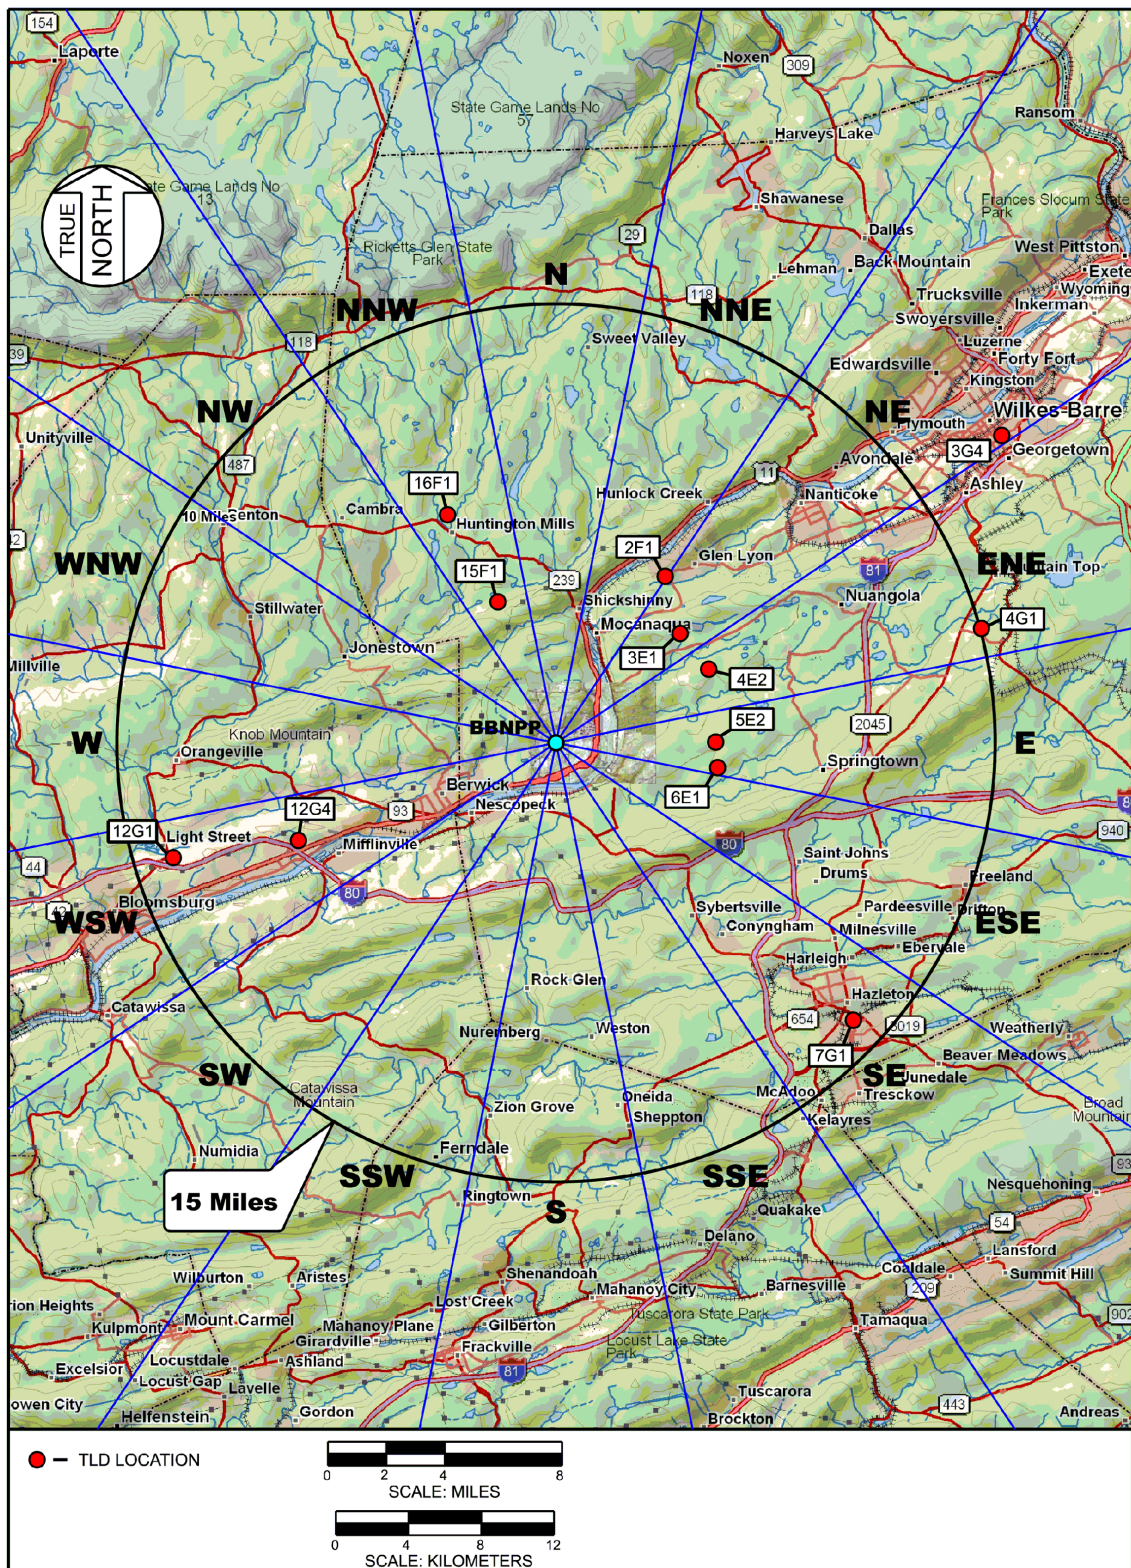 154
Laporte
Noxen
309
State Game Lands No
57
Ransom
Harveys Lake
ate Game Lands No
13
TRUE
NORTH
Shawanese
Frances Slocum State
Park
Ricketts Glen State
Park
29
Dallas
West Pittston
Lehman
Back Mountain
Exete
N
NNW
118
NNE
Trucksville
Wyoming
Inkerman
Swoyersville
39
118
Sweet Valley
Luzerne
Edwardsville
Forty Fort
Kingston
NW
NE
Wilkes-Barre
Plymouth
Unityville
3G4
Georgetown
487
Avondale
11
16F1
Ashley
Hunlock Creek
Nanticoke
Cambra
10 Miles
Benton
Huntington Mills
42
2F1
WNW
Glen Lyon
ENE
15F1
239
81
Shickshinny
Nuangola
Stillwater
Mocanaqua
4G1
Jonestown
3E1
Millville
4E2
5E2
Knob Mountain
BBNPP
2045
W
E
Orangeville
Springtown
Berwick
6E1
Nescopeck
93
12G4
12G1
Light Street
940
Mifflinville
80
Saint Johns
44
Drums
Freeland
80
Bloomsburg
42
WSW
Sybertsville
Pardeesville
Drifton
ESE
Conyngham
Milnesville
Ebervale
Harleigh
Rock Glen
Hazleton
Catawissa
654
3019
Nuremberg
Weston
Weatherly
7G1
Beaver Meadows
SW
SE
Junedale
Catawissa
Mountain
McAdoo
Tresckow
Oneida
Broad
Mountain
Zion Grove
Sheppton
Kelayres
Numidia
Ferndale
93
SSW
SSE
15 Miles
Ringtown
Nesquehoning
S
Quakake
54
Delano
Lansford
Coaldale
Summit Hill
Wilburton
Aristes
Shenandoah
Mahanoy City
Barnesville
209
rion Heights
Lost Creek
Tuscarora State Park
902
Kulpmont
Mount Carmel
Mahanoy Plane
Gilberton
Tamaqua
Girardville
Locust Lake State
Park
Frackville
Locustdale
Ashland
Excelsior
81
Locust Gap
Lavelle
Tuscarora
owen City
Helfenstein
Gordon
443
Andreas
Brockton
TLD LOCATION
0 2 4 8
SCALE: MILES
0 4 8 12
SCALE: KILOMETERS